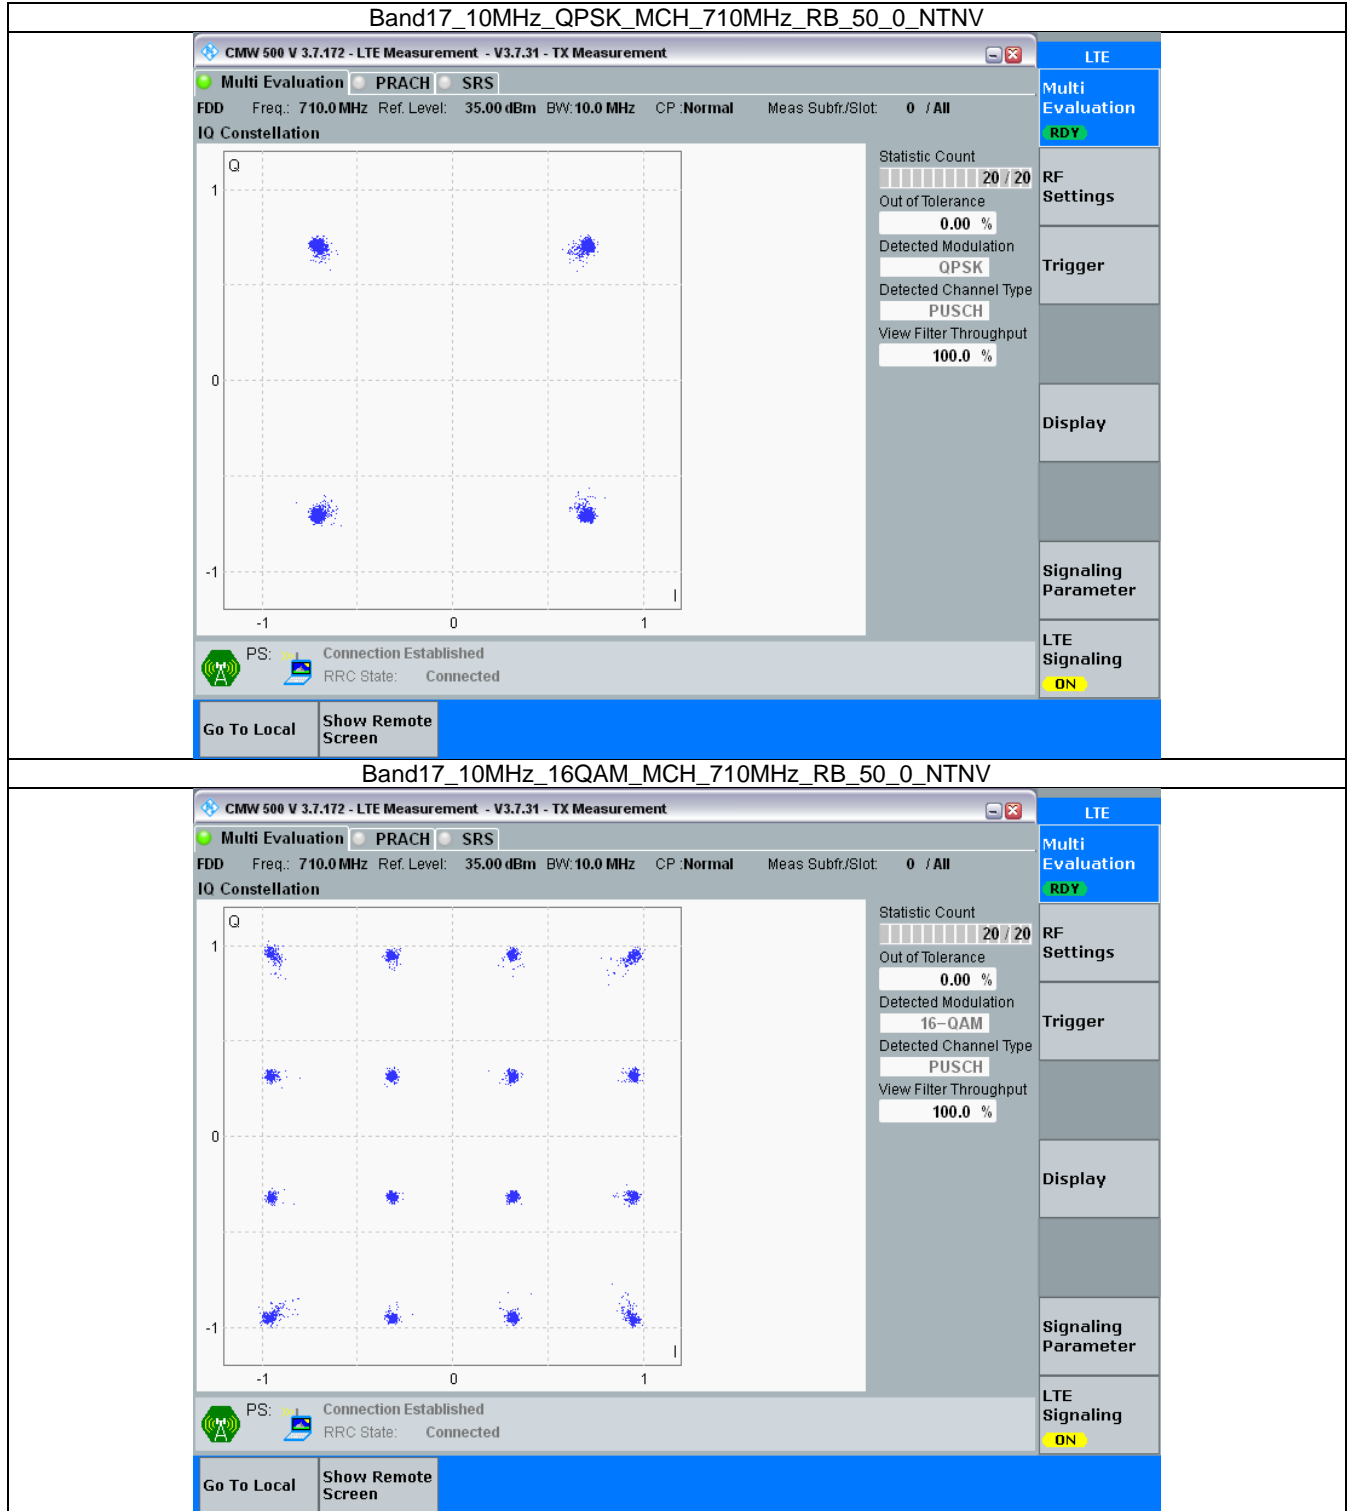 Band17_10MHz_QPSK_MCH_710MHz_RB_50_0_NTNV
CMW 500 V 3.7.172 - LTE Measurement - V3.7.31 - TX Measurement
LTE
Multi Evaluation PRACH SRS
Multi
Evaluation
RDY
FDD Freq.: 710.0 MHz Ref. Level: 35.00 dBm BW: 10.0 MHz CP :Normal Meas Subfr./Slot: 0 / All
IQ Constellation
Q
1
0
-1
I
-1 0 1
Statistic Count
20 / 20
Out of Tolerance
0.00 %
Detected Modulation
QPSK
Detected Channel Type
PUSCH
View Filter Throughput
100.0 %
RF
Settings
Trigger
Display
Signaling
Parameter
LTE
Signaling
ON
PS: Connection Established
RRC State: Connected
Go To Local
Show Remote
Screen
Band17_10MHz_16QAM_MCH_710MHz_RB_50_0_NTNV
CMW 500 V 3.7.172 - LTE Measurement - V3.7.31 - TX Measurement
LTE
Multi Evaluation PRACH SRS
Multi
Evaluation
RDY
FDD Freq.: 710.0 MHz Ref. Level: 35.00 dBm BW: 10.0 MHz CP :Normal Meas Subfr./Slot: 0 / All
IQ Constellation
Q
1
0
-1
I
-1 0 1
Statistic Count
20 / 20
Out of Tolerance
0.00 %
Detected Modulation
16-QAM
Detected Channel Type
PUSCH
View Filter Throughput
100.0 %
RF
Settings
Trigger
Display
Signaling
Parameter
LTE
Signaling
ON
PS: Connection Established
RRC State: Connected
Go To Local
Show Remote
Screen